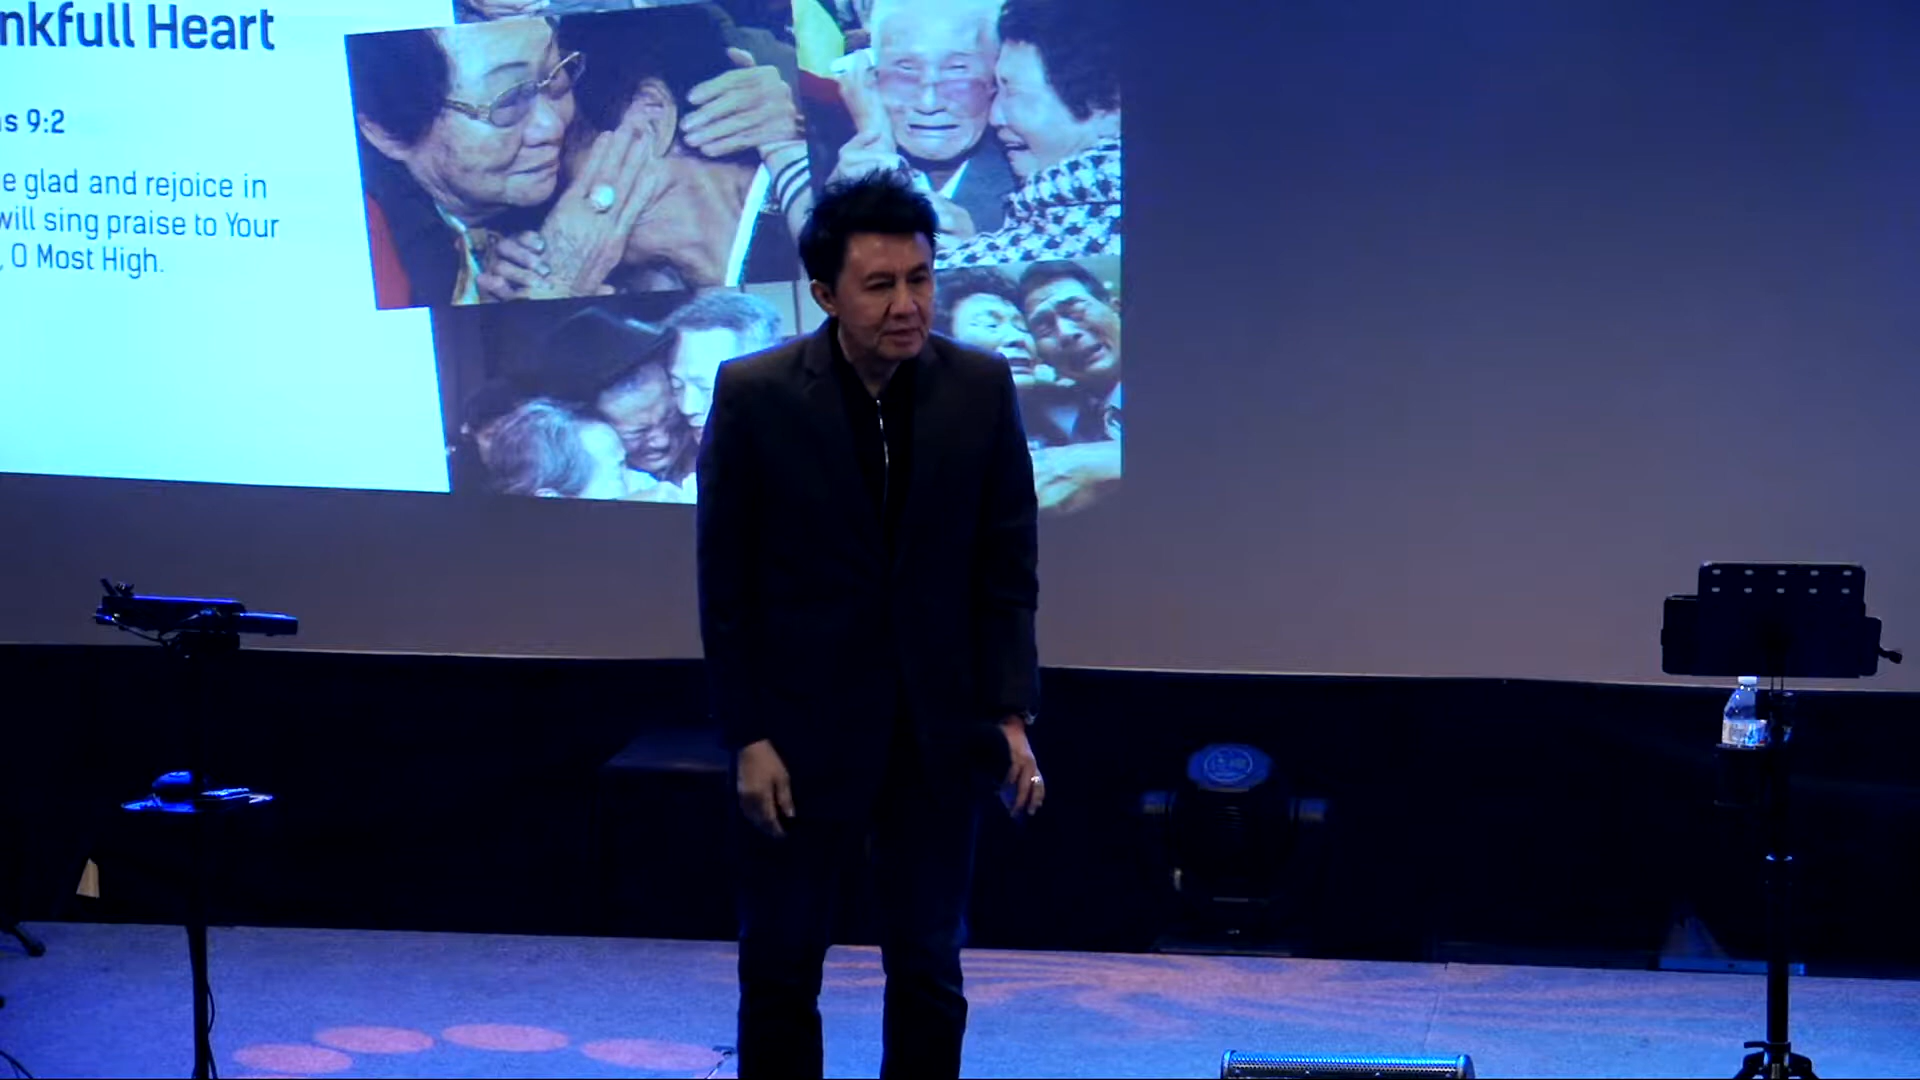 nkfull Heart
s 9:2
e glad and rejoice in
will sing praise to Your
, O Most High.